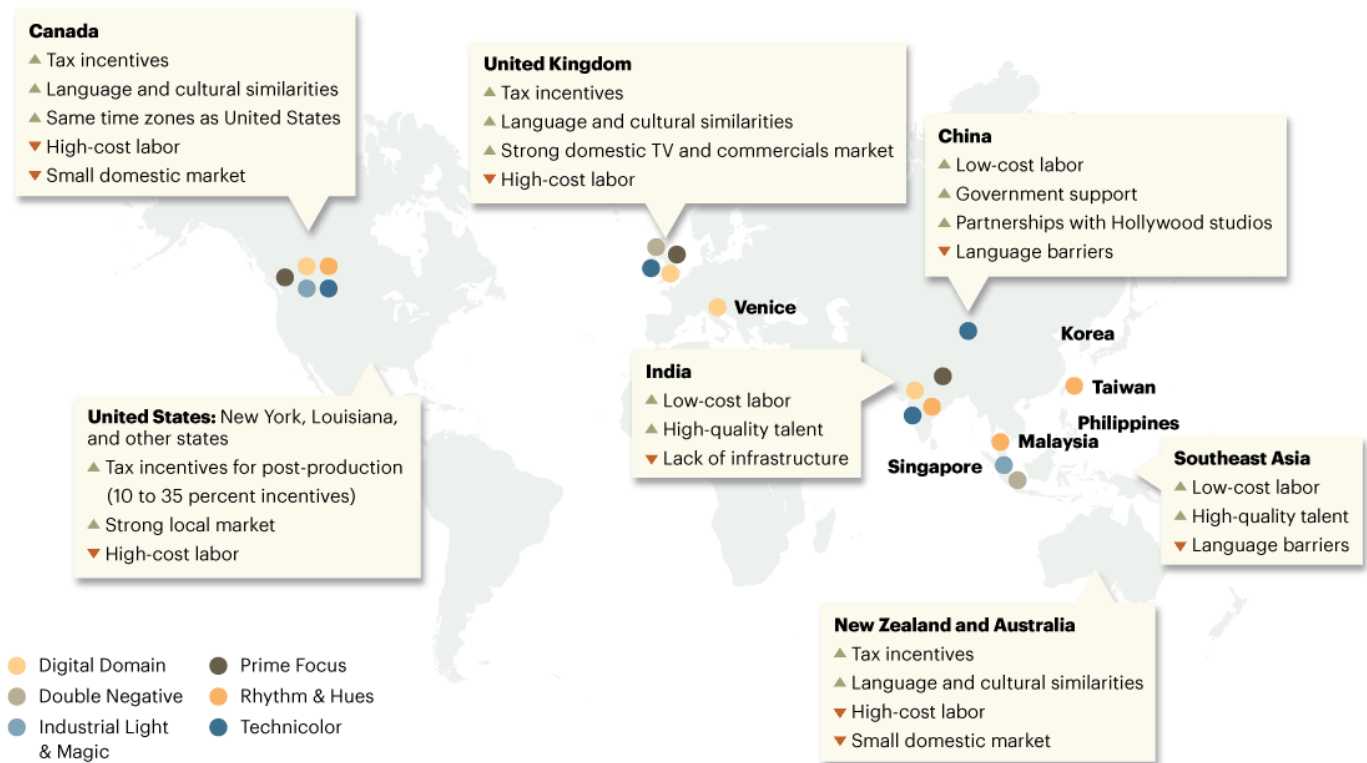 Canada
Tax incentives
Language and cultural similarities
Same time zones as United States
High-cost labor
Small domestic market
United Kingdom
Tax incentives
Language and cultural similarities
Strong domestic TV and commercials market
High-cost labor
China
Low-cost labor
Government support
Partnerships with Hollywood studios
Language barriers
Venice
Korea
Taiwan
Philippines
Malaysia
Singapore
India
Low-cost labor
High-quality talent
Lack of infrastructure
United States: New York, Louisiana,
and other states
Tax incentives for post-production
(10 to 35 percent incentives)
Strong local market
High-cost labor
Southeast Asia
Low-cost labor
High-quality talent
Language barriers
New Zealand and Australia
Tax incentives
Language and cultural similarities
High-cost labor
Small domestic market
Digital Domain
Double Negative
Industrial Light
& Magic
Prime Focus
Rhythm & Hues
Technicolor